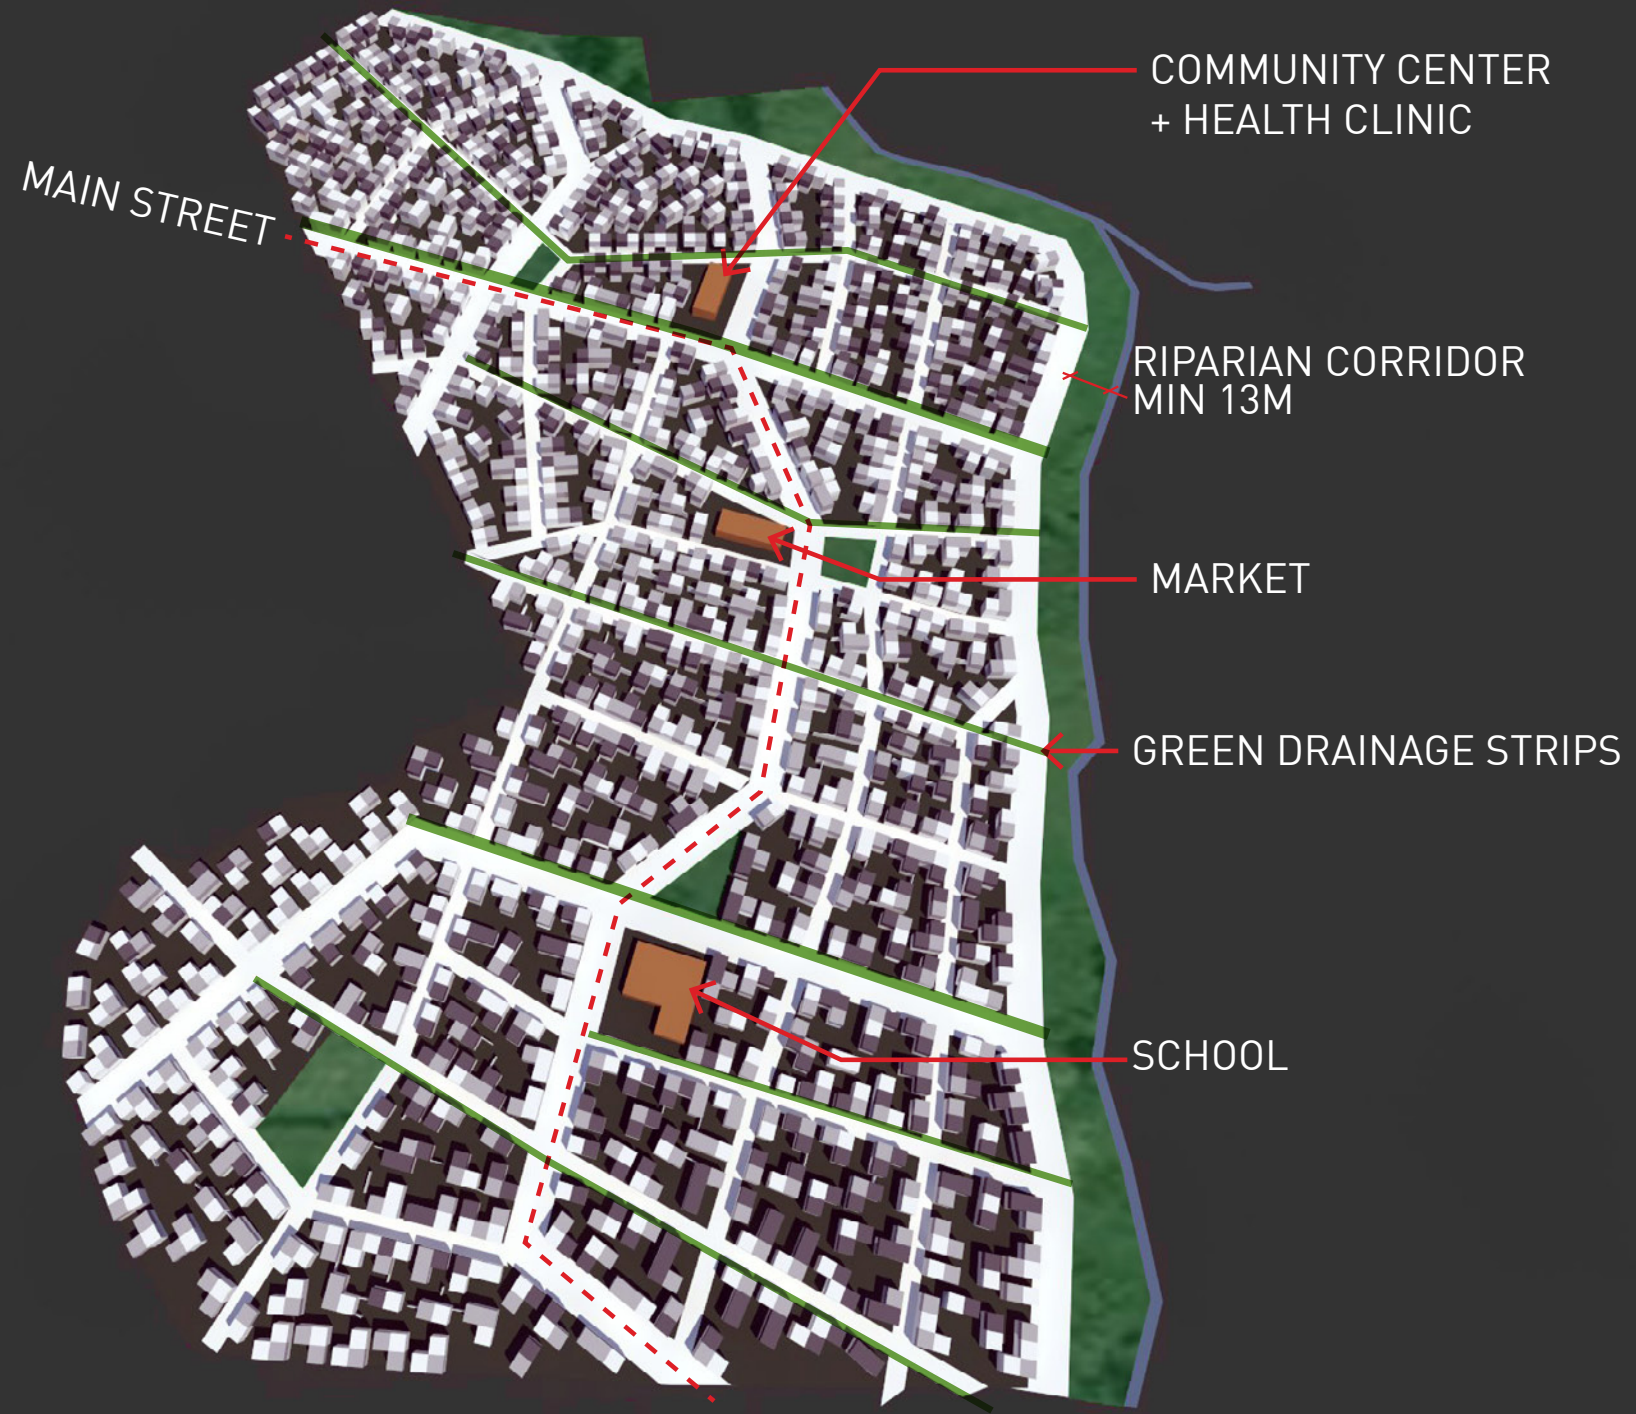 COMMUNITY CENTER
+ HEALTH CLINIC
MAIN STREET
RIPARIAN CORRIDOR
MIN 13M
MARKET
GREEN DRAINAGE STRIPS
SCHOOL